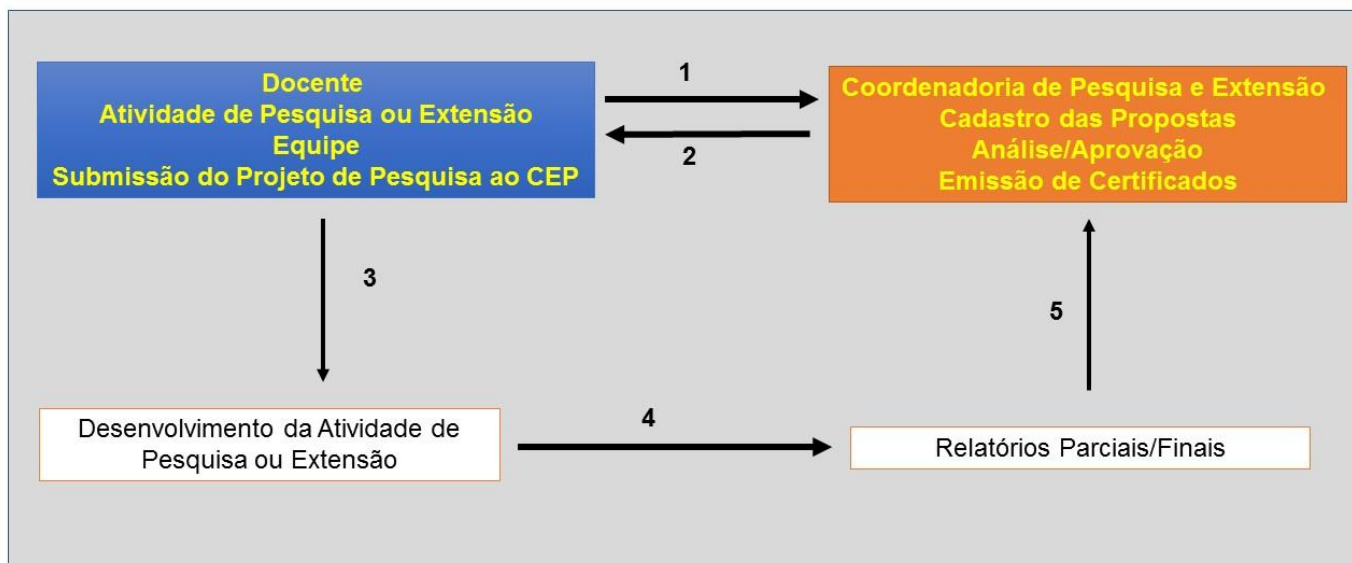 Docente
Atividade de Pesquisa ou Extensão
Equipe
Submissão do Projeto de Pesquisa ao CEP
1
2
Coordenadoria de Pesquisa e Extensão
Cadastro das Propostas
Análise/Aprovação
Emissão de Certificados
3
5
Desenvolvimento da Atividade de
Pesquisa ou Extensão
4
Relatórios Parciais/Finais